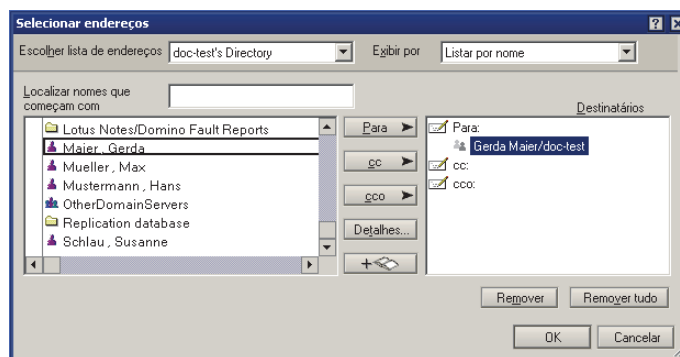 Selecionar endereços
Escolher lista de endereços doc-test's Directory Exibir por Listar por nome
Localizar nomes que
começam com
Destinatários
Lotus Notes/Domino Fault Reports
Maier , Gerda
Mueller , Max
Mustermann , Hans
OtherDomainServers
Replication database
Schlau , Susanne
Para
cc
cco
Detalhes...
Para:
Gerda Maier/doc-test
cc:
cco:
Remover Remover tudo
OK Cancelar